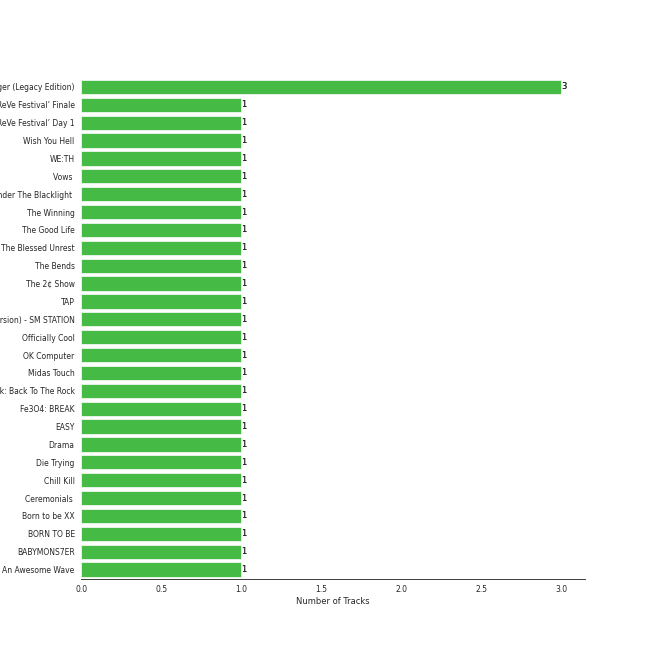 ger (Legacy Edition) 3
ReVe Festival’ Finale 1
ReVe Festival’ Day 1 1
Wish You Hell 1
WE:TH 1
Vows 1
nder The Blacklight 1
The Winning 1
The Good Life 1
The Blessed Unrest 1
The Bends 1
The 2¢ Show 1
TAP 1
rsion) - SM STATION 1
Officially Cool 1
OK Computer 1
Midas Touch 1
k: Back To The Rock 1
Fe3O4: BREAK 1
EASY 1
Drama 1
Die Trying 1
Chill Kill 1
Ceremonials 1
Born to be XX 1
BORN TO BE 1
BABYMONS7ER 1
An Awesome Wave 1
0.0 0.5 1.0 1.5 2.0 2.5 3.0
Number of Tracks